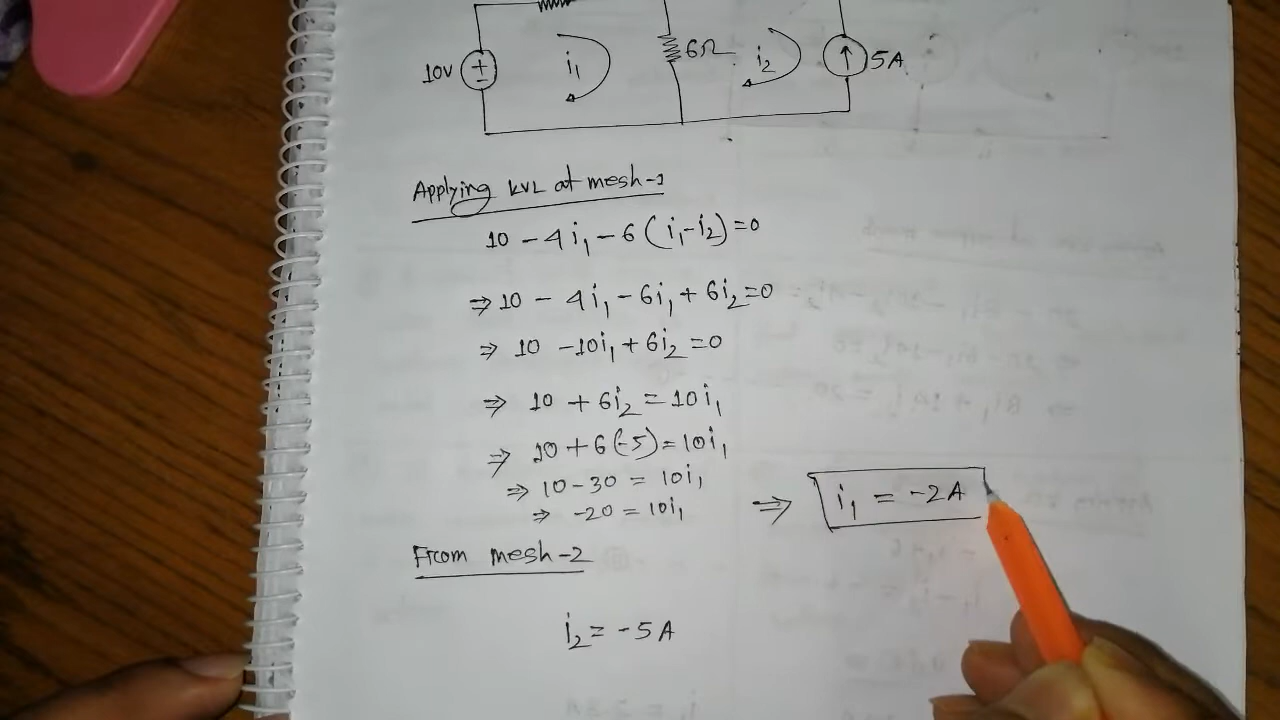 10V + - i₁ 6Ω i₂ ↑ 5A
Applying KVL at mesh-1
10 - 4i₁ - 6(i₁-i₂)=0
⇒ 10 - 4i₁ - 6i₁ + 6i₂=0
⇒ 10 -10i₁ + 6i₂ =0
⇒ 10 + 6i₂ = 10i₁
⇒ 10 + 6(-5) = 10i₁
⇒ 10-30 = 10i₁
⇒ -20 = 10i₁ ⇒ i₁ = -2A
From mesh-2
i₂ = -5A